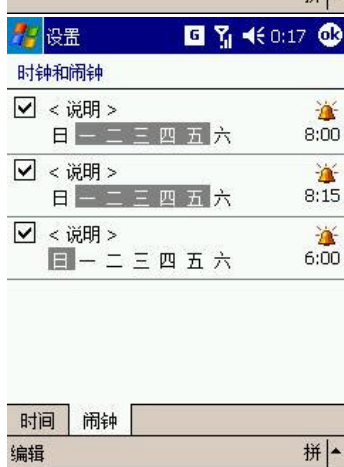 设置 G 0:17 ok
时钟和闹钟
< 说明 >
日 一 二 三 四 五 六 8:00
< 说明 >
日 一 二 三 四 五 六 8:15
< 说明 >
日 一 二 三 四 五 六 6:00
时间 闹钟
编辑 拼